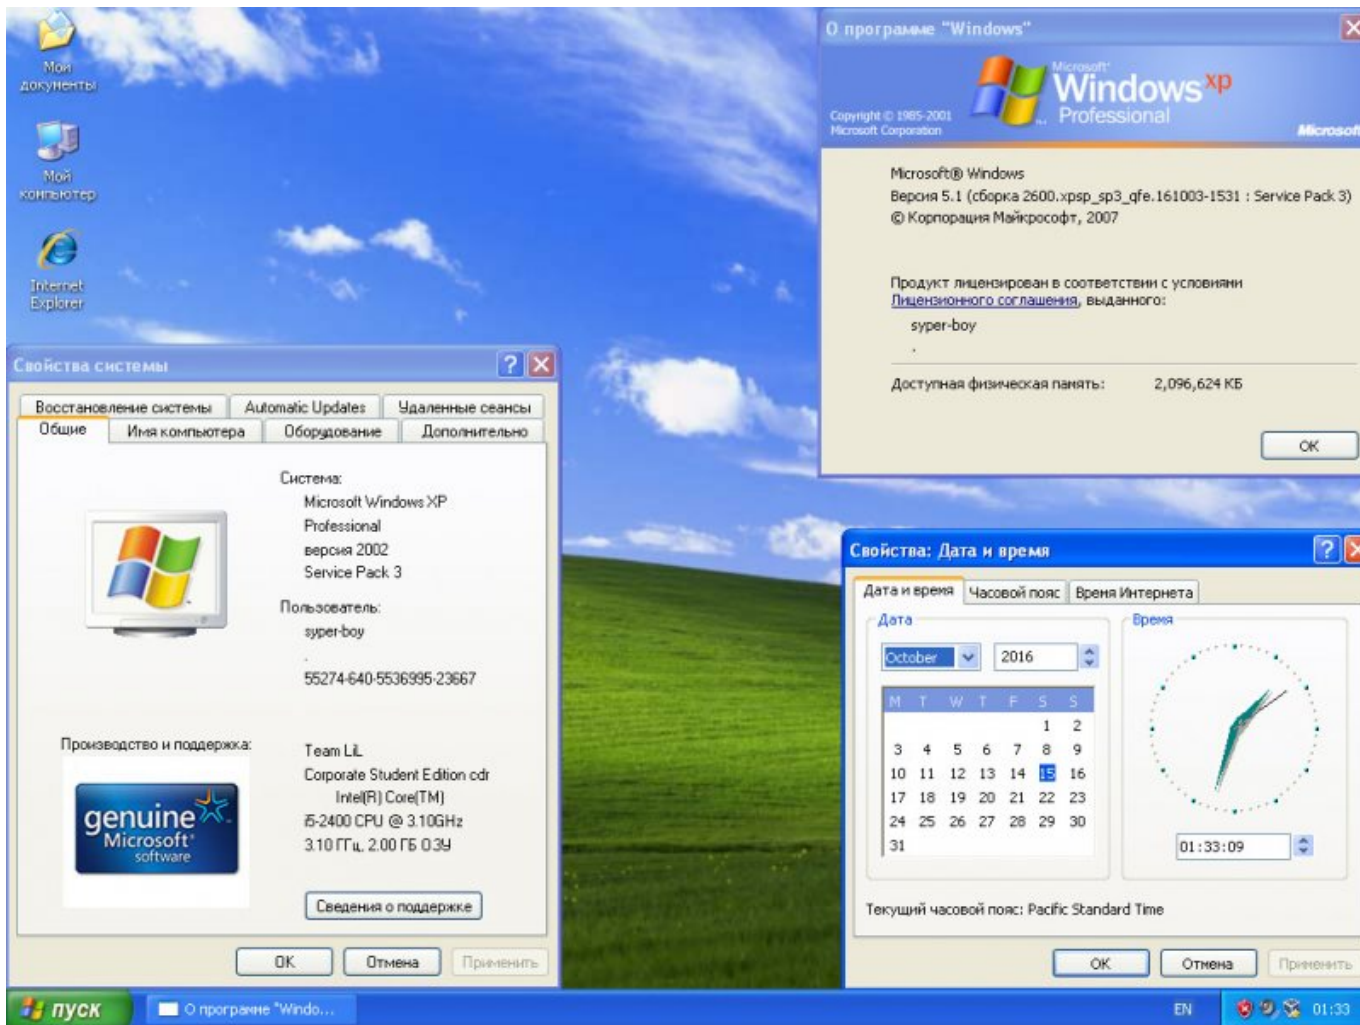 Мои
документы
Мой
компьютер
Internet
Explorer
О программе "Windows"
Copyright © 1985-2001
Microsoft Corporation
Microsoft®
Windows xp
Professional
Microsoft
Microsoft® Windows
Версия 5.1 (сборка 2600.xpsp_sp3_qfe.161003-1531 : Service Pack 3)
© Корпорация Майкрософт, 2007
Продукт лицензирован в соответствии с условиями
Лицензионного соглашения, выданного:
syper-boy
.
Доступная физическая память: 2,096,624 КБ
OK
Свойства системы
Восстановление системы Automatic Updates Удаленные сеансы
Общие Имя компьютера Оборудование Дополнительно
Система:
Microsoft Windows XP
Professional
версия 2002
Service Pack 3
Пользователь:
syper-boy
.
55274-640-5536995-23667
Производство и поддержка:
genuine
Microsoft®
software
Team LiL
Corporate Student Edition cdr
Intel(R) Core(TM)
i5-2400 CPU @ 3.10GHz
3.10 ГГц, 2.00 ГБ ОЗУ
Сведения о поддержке
OK Отмена Применить
Свойства: Дата и время
Дата и время Часовой пояс Время Интернета
Дата
October 2016
M T W T F S S
1 2
3 4 5 6 7 8 9
10 11 12 13 14 15 16
17 18 19 20 21 22 23
24 25 26 27 28 29 30
31
Время
01:33:09
Текущий часовой пояс: Pacific Standard Time
OK Отмена Применить
пуск
О программе "Windo...
EN
01:33